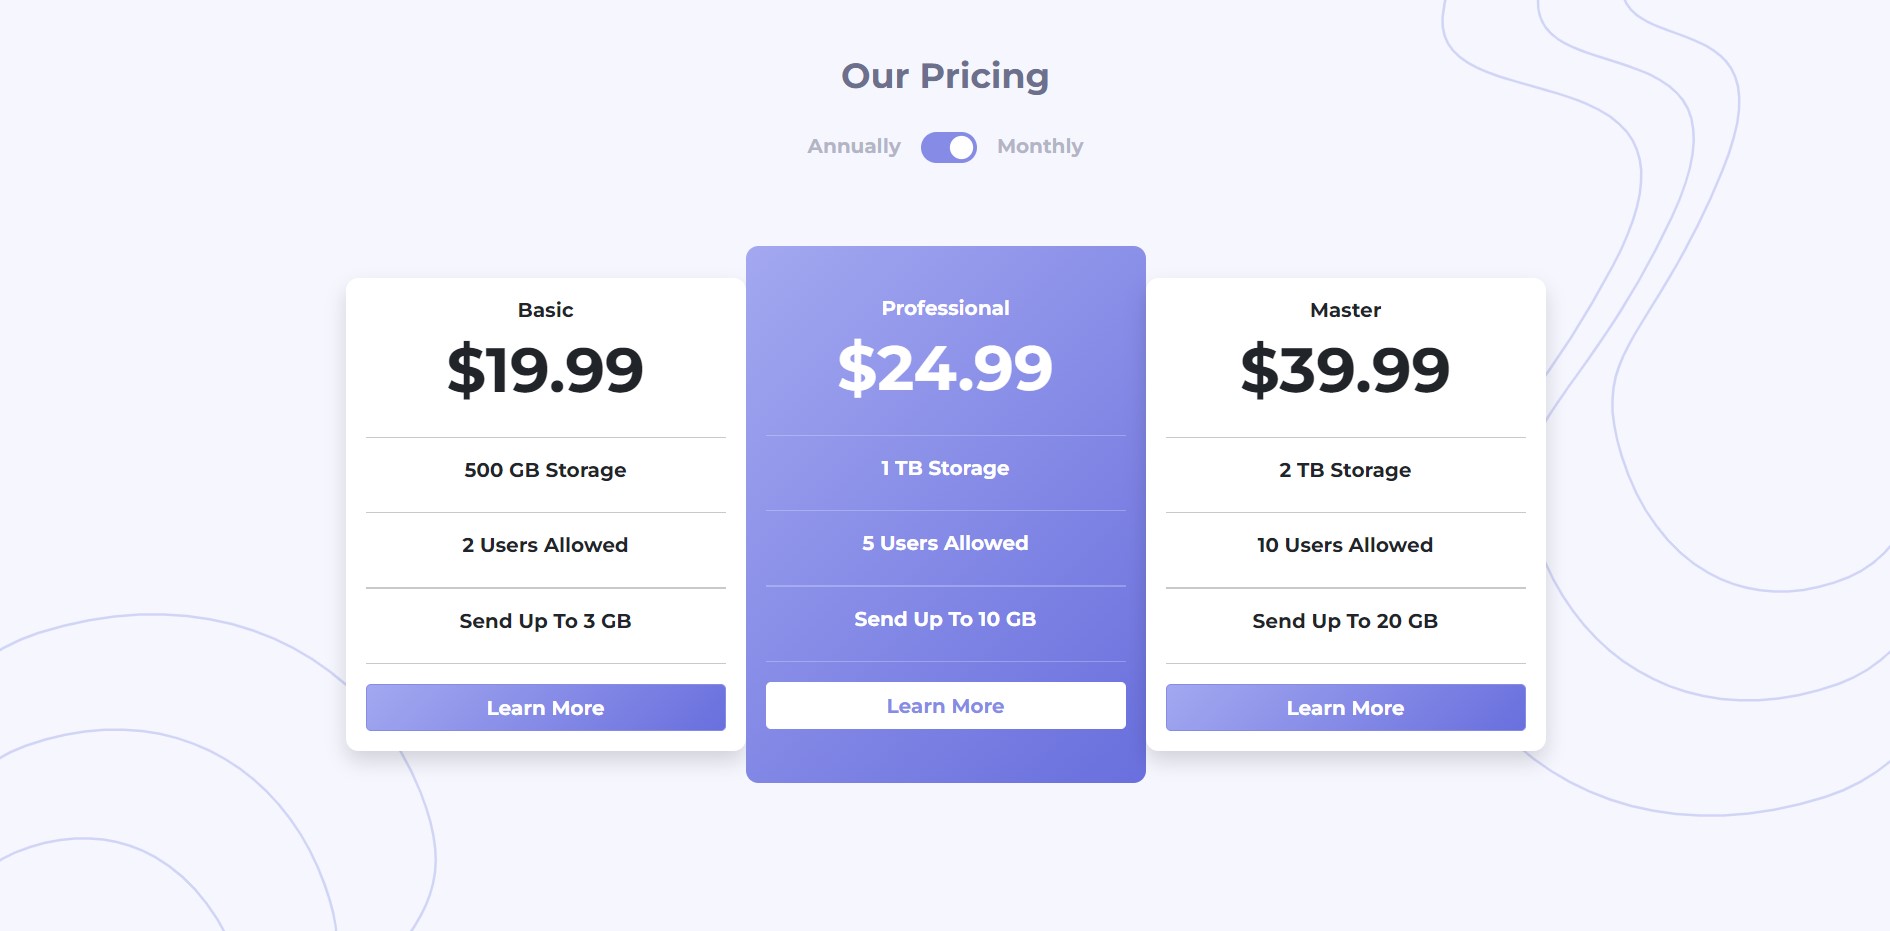 Our Pricing
Annually Monthly
Basic
$19.99
500 GB Storage
2 Users Allowed
Send Up To 3 GB
Learn More
Professional
$24.99
1 TB Storage
5 Users Allowed
Send Up To 10 GB
Learn More
Master
$39.99
2 TB Storage
10 Users Allowed
Send Up To 20 GB
Learn More